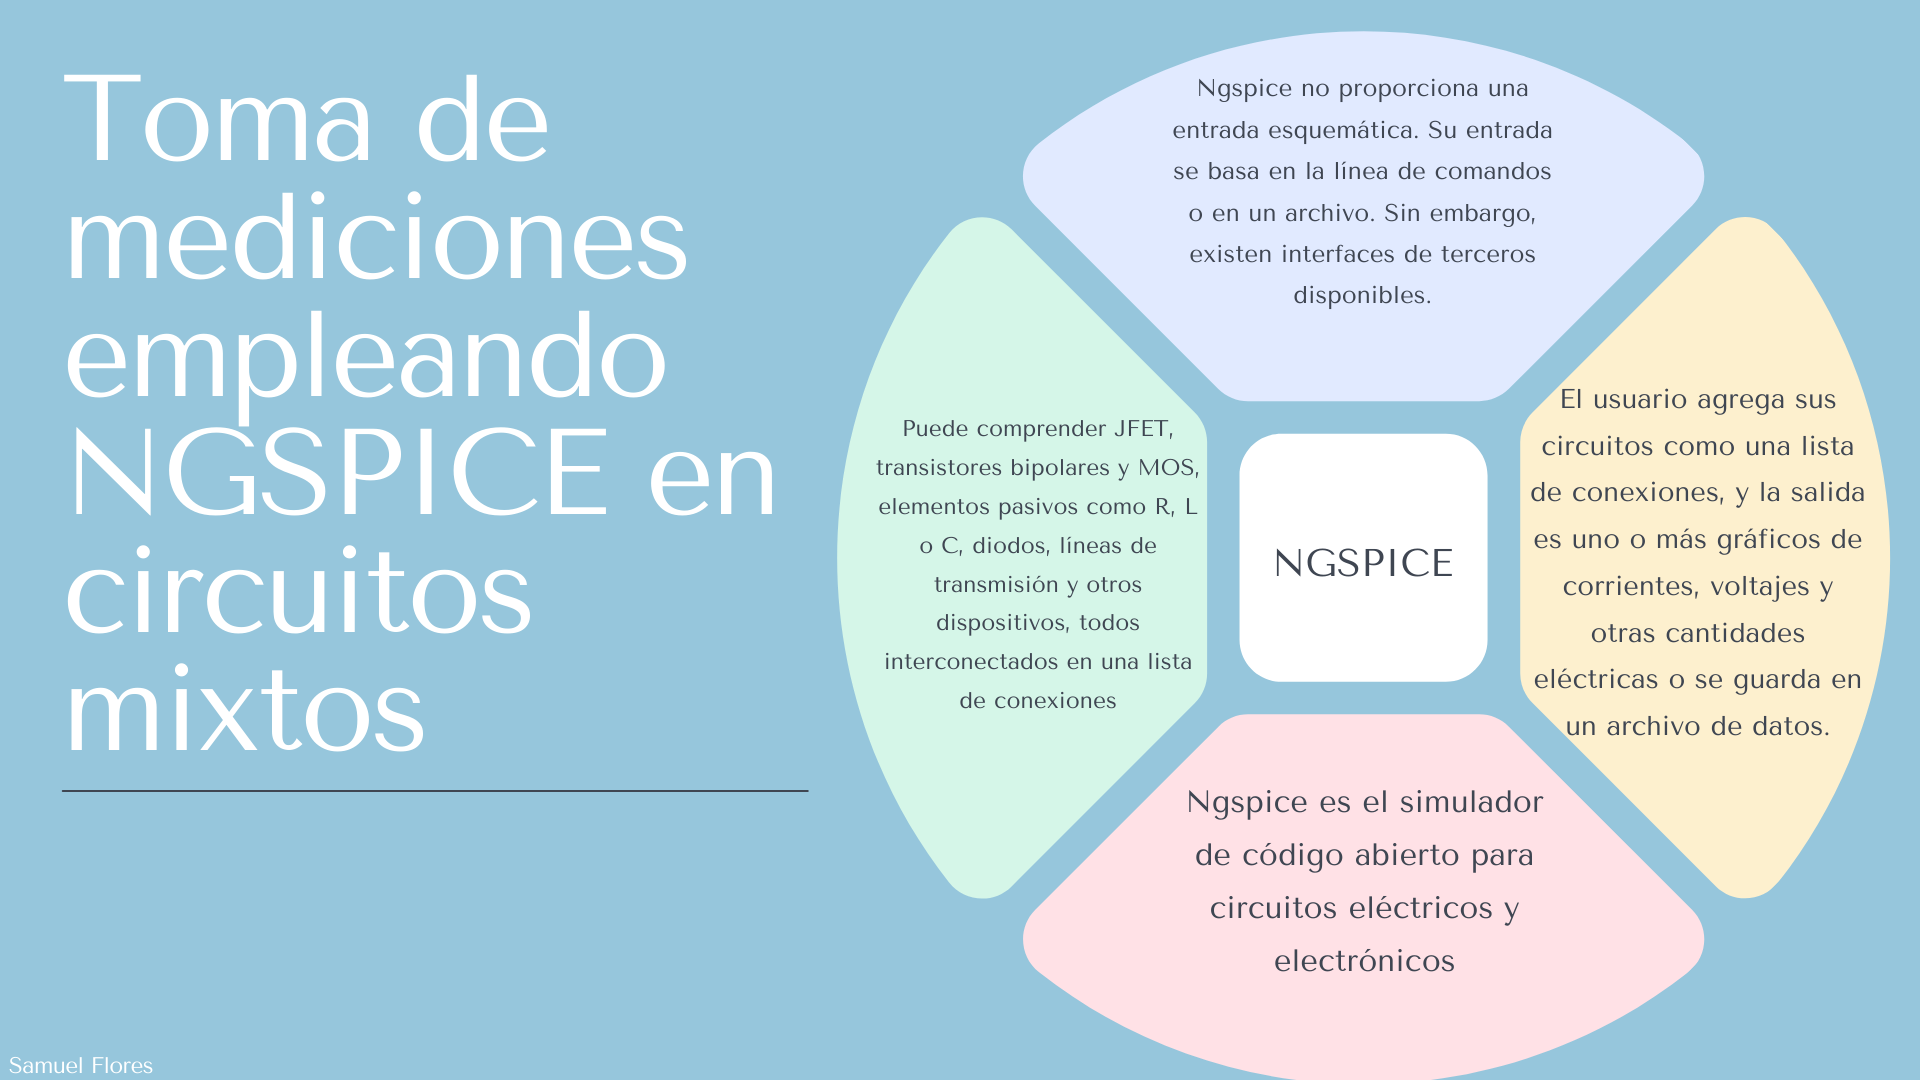 Toma de
mediciones
empleando
NGSPICE en
circuitos
mixtos
Ngspice no proporciona una
entrada esquemática. Su entrada
se basa en la línea de comandos
o en un archivo. Sin embargo,
existen interfaces de terceros
disponibles.
Puede comprender JFET,
transistores bipolares y MOS,
elementos pasivos como R, L
o C, diodos, líneas de
transmisión y otros
dispositivos, todos
interconectados en una lista
de conexiones
NGSPICE
El usuario agrega sus
circuitos como una lista
de conexiones, y la salida
es uno o más gráficos de
corrientes, voltajes y
otras cantidades
eléctricas o se guarda en
un archivo de datos.
Ngspice es el simulador
de código abierto para
circuitos eléctricos y
electrónicos
Samuel Flores